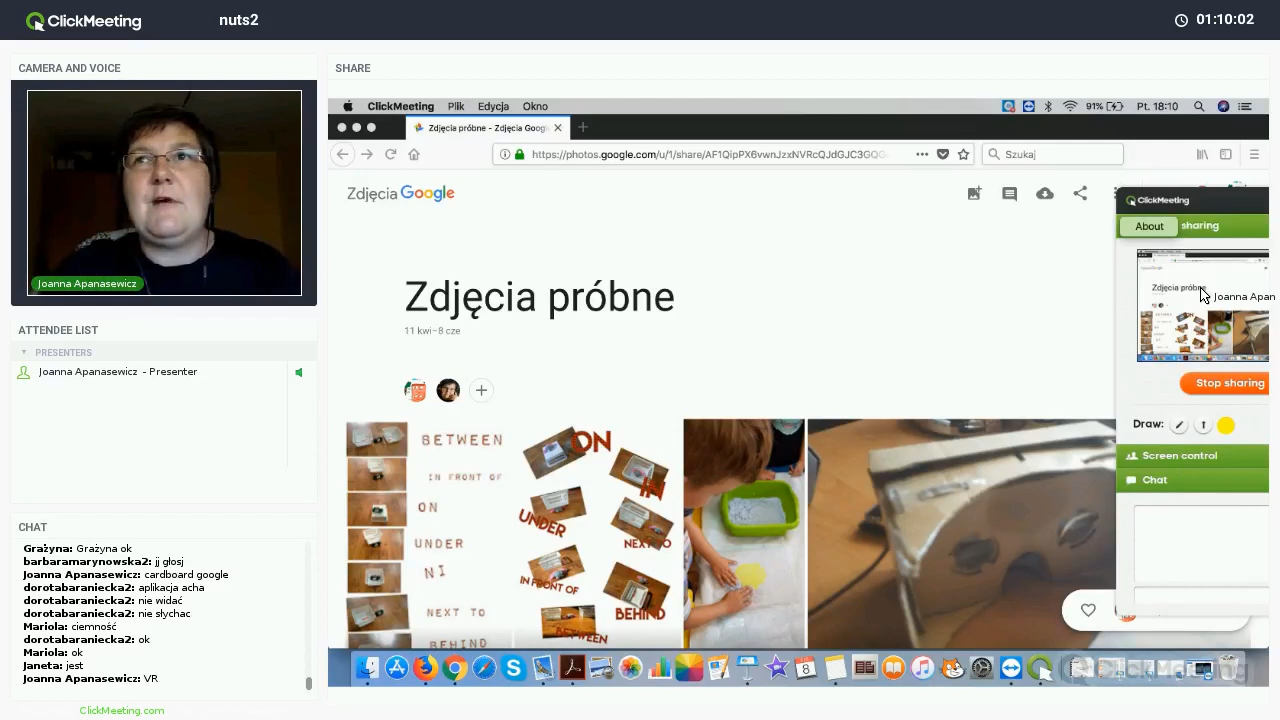 ClickMeeting
nuts2
01:10:02
CAMERA AND VOICE
Joanna Apanasewicz
ATTENDEE LIST
PRESENTERS
Joanna Apanasewicz - Presenter
CHAT
Grażyna: Grażyna ok
barbaramarynowska2: jj głosj
Joanna Apanasewicz: cardboard google
dorotabaraniecka2: aplikacja acha
dorotabaraniecka2: nie widać
dorotabaraniecka2: nie słychac
Mariola: ciemność
dorotabaraniecka2: ok
Mariola: ok
Janeta: jest
Joanna Apanasewicz: VR
ClickMeeting.com
SHARE
ClickMeeting Plik Edycja Okno
91% Pt. 18:10
Zdjęcia próbne - Zdjęcia Googl
https://photos.google.com/u/1/share/AF1QipPX6vwnJzxNVRcQJdGJC3GQG
Szukaj
Zdjęcia Google
Zdjęcia próbne
11 kwi–8 cze
BETWEEN
IN FRONT OF
ON
UNDER
NEXT TO
BEHIND
ON
IN
UNDER
NEXT TO
IN FRONT OF
BEHIND
BETWEEN
ClickMeeting
About sharing
Zdjęcia próbne
Joanna Apan
Stop sharing
Draw:
Screen control
Chat
8